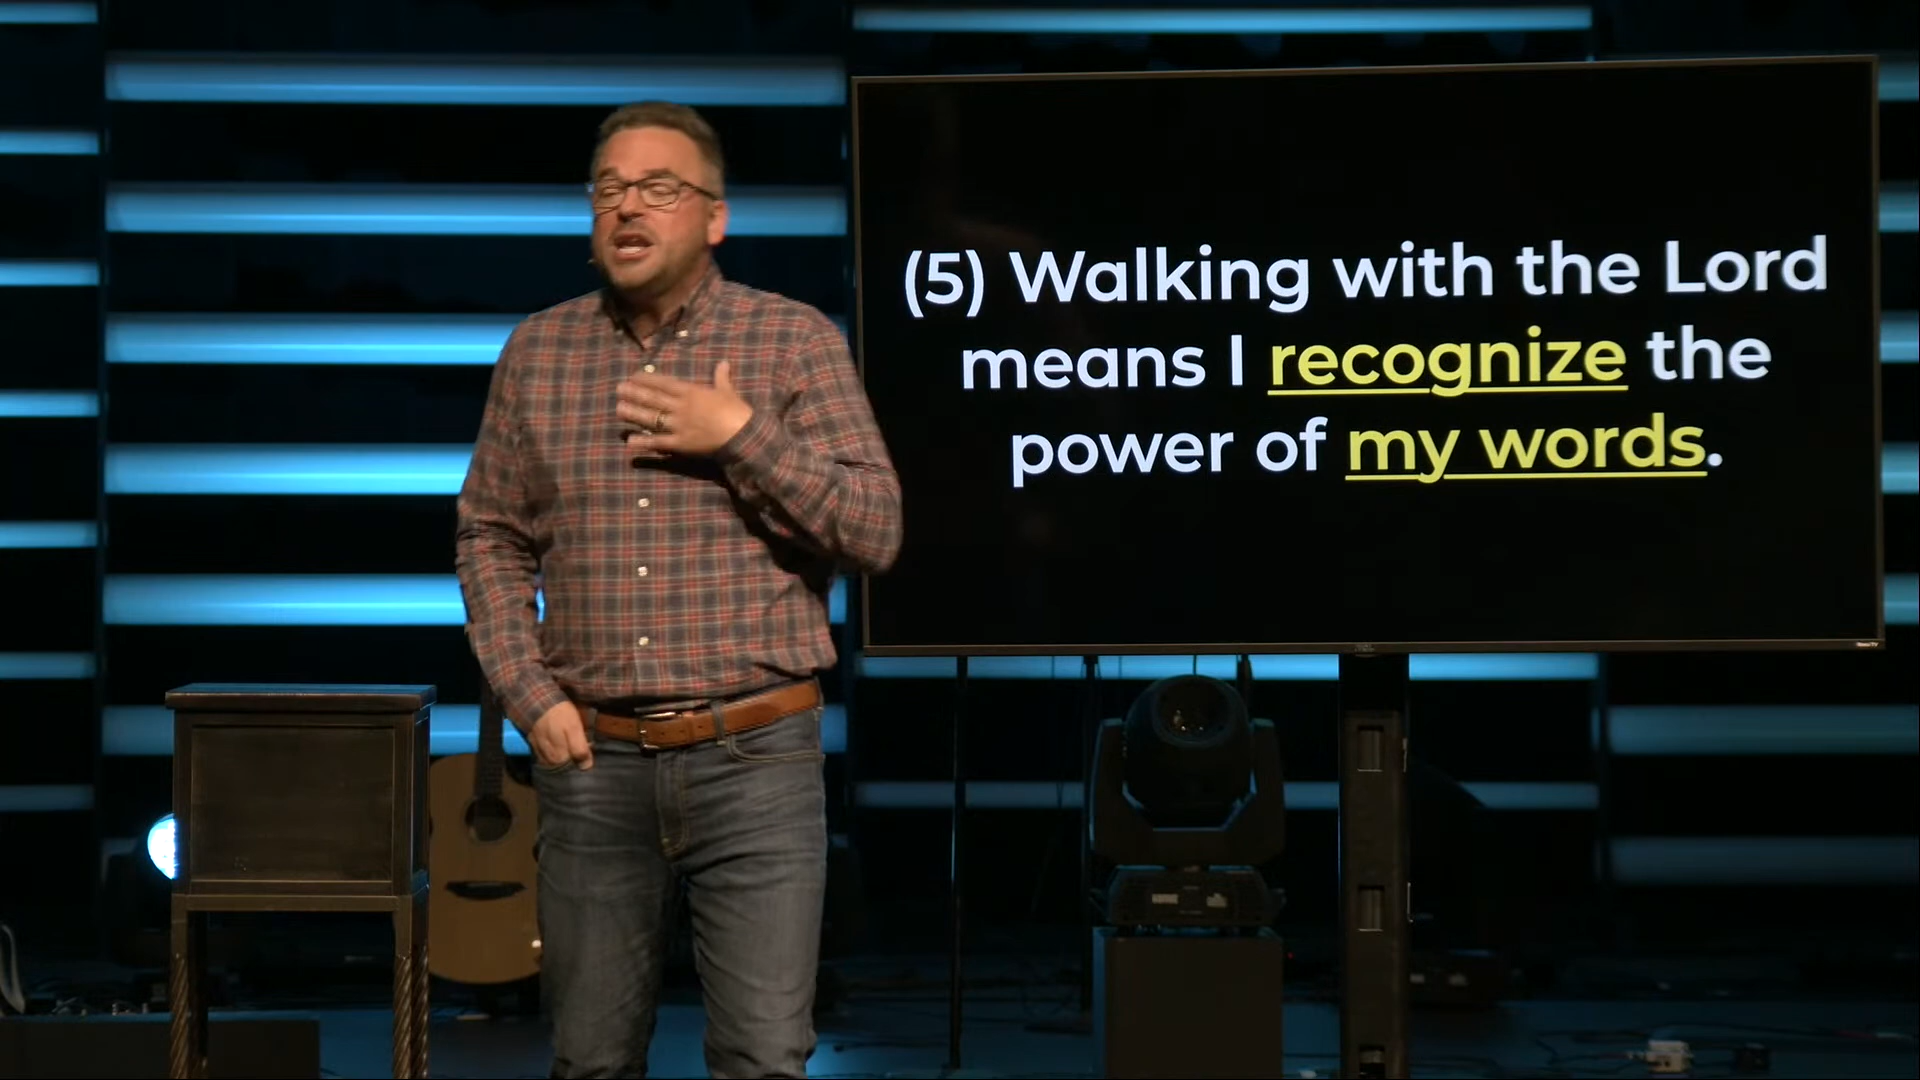 (5) Walking with the Lord
means I recognize the
power of my words.